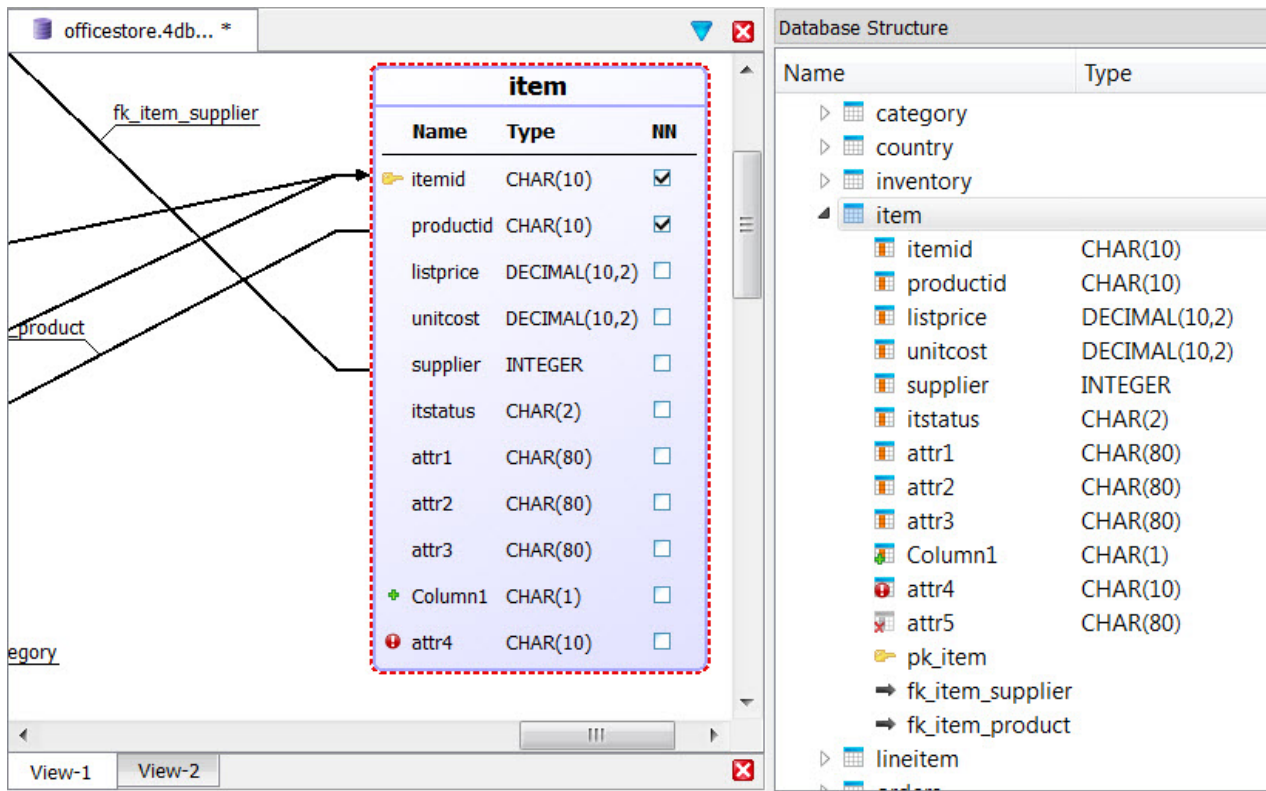 officestore.4db... *
fk_item_supplier
_product
egory
item
Name Type NN
itemid CHAR(10)
productid CHAR(10)
listprice DECIMAL(10,2)
unitcost DECIMAL(10,2)
supplier INTEGER
itstatus CHAR(2)
attr1 CHAR(80)
attr2 CHAR(80)
attr3 CHAR(80)
Column1 CHAR(1)
attr4 CHAR(10)
View-1 View-2
Database Structure
Name Type
category
country
inventory
item
itemid CHAR(10)
productid CHAR(10)
listprice DECIMAL(10,2)
unitcost DECIMAL(10,2)
supplier INTEGER
itstatus CHAR(2)
attr1 CHAR(80)
attr2 CHAR(80)
attr3 CHAR(80)
Column1 CHAR(1)
attr4 CHAR(10)
attr5 CHAR(80)
pk_item
fk_item_supplier
fk_item_product
lineitem